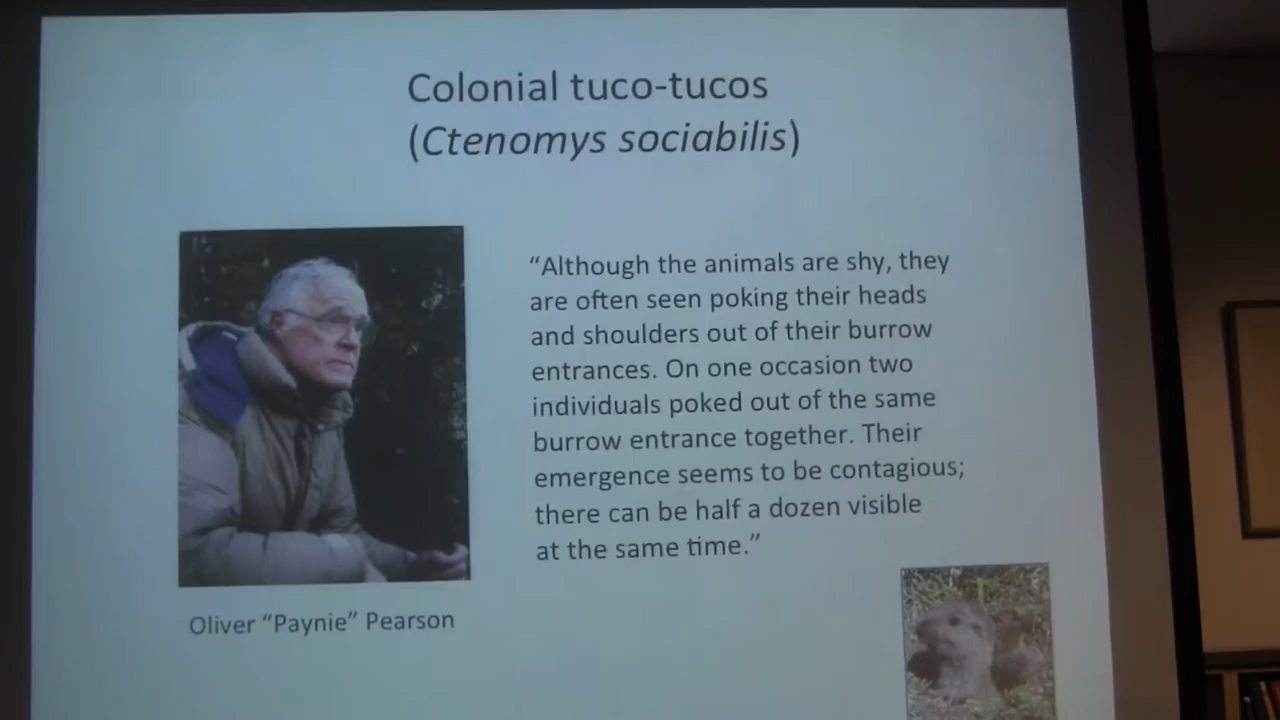 Colonial tuco-tucos
(Ctenomys sociabilis)
“Although the animals are shy, they
are often seen poking their heads
and shoulders out of their burrow
entrances. On one occasion two
individuals poked out of the same
burrow entrance together. Their
emergence seems to be contagious;
there can be half a dozen visible
at the same time.”
Oliver “Paynie” Pearson